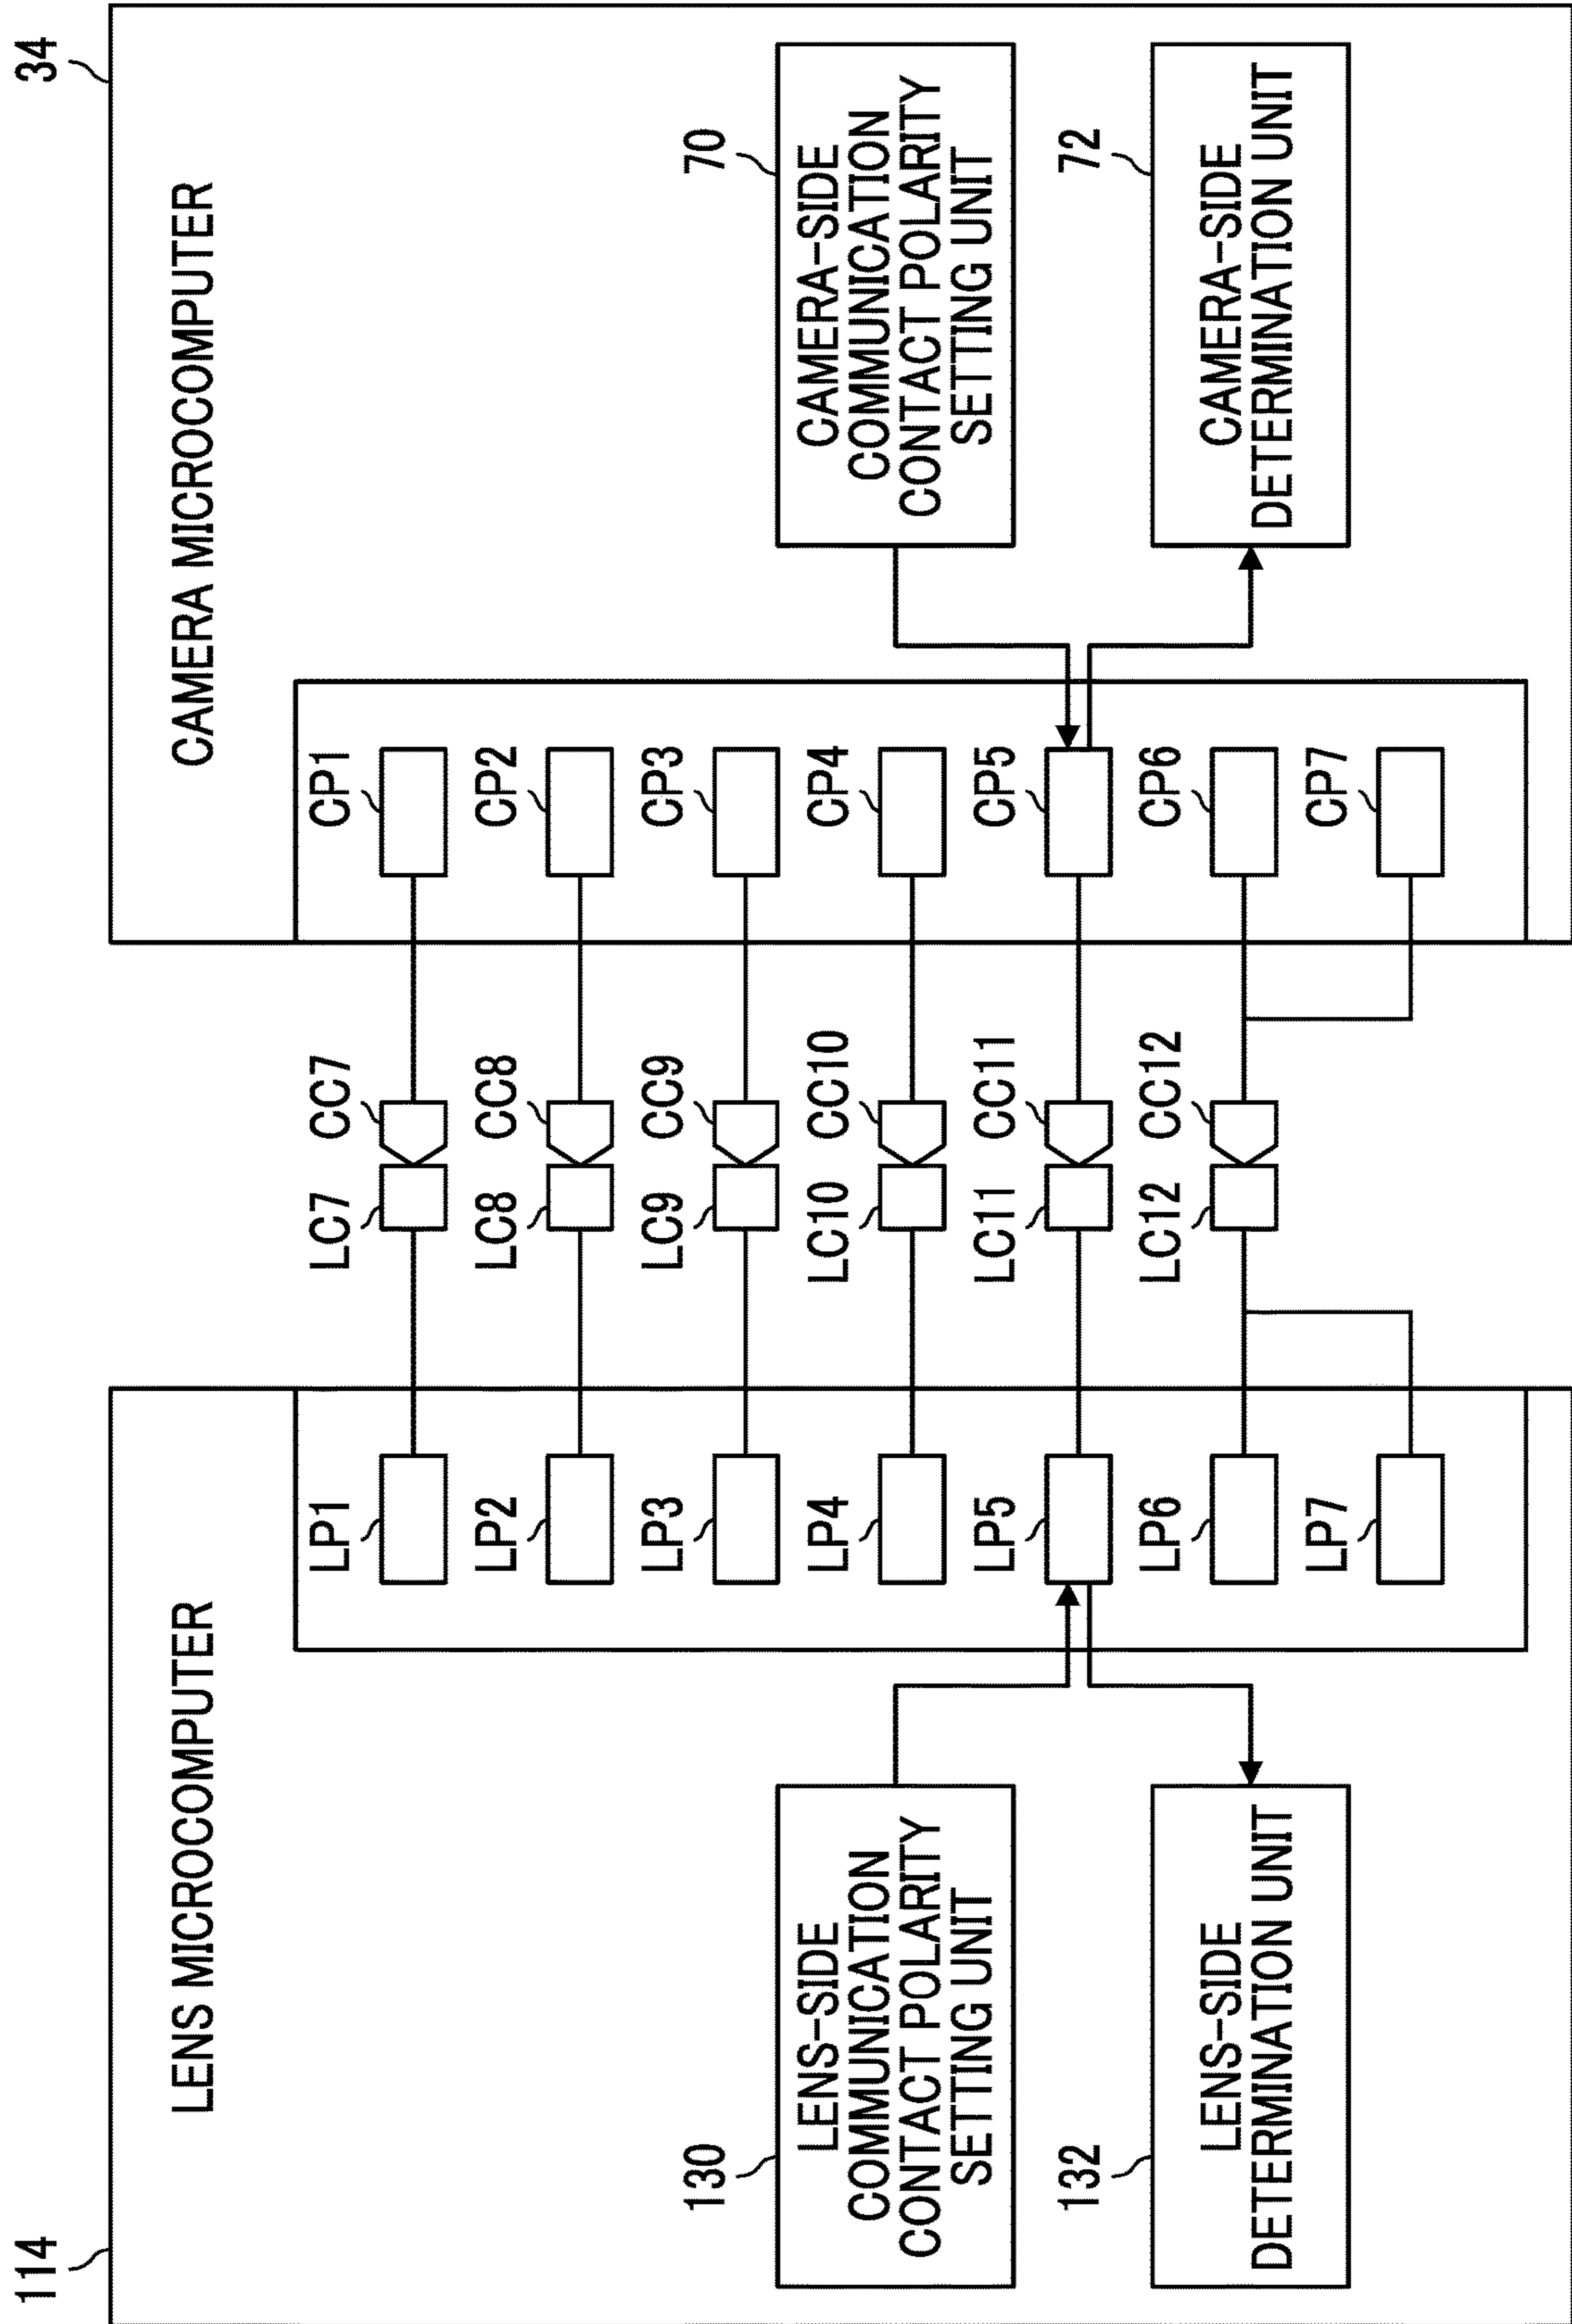 114
34
LENS MICROCOMPUTER
CAMERA MICROCOMPUTER
LP1
LC7
CC7
CP1
LP2
LC8
CC8
CP2
LP3
LC9
CC9
CP3
LP4
LC10
CC10
CP4
LP5
LC11
CC11
CP5
LP6
LC12
CC12
CP6
LP7
CP7
130
LENS-SIDE
COMMUNICATION
CONTACT POLARITY
SETTING UNIT
132
LENS-SIDE
DETERMINATION UNIT
70
CAMERA-SIDE
COMMUNICATION
CONTACT POLARITY
SETTING UNIT
72
CAMERA-SIDE
DETERMINATION UNIT